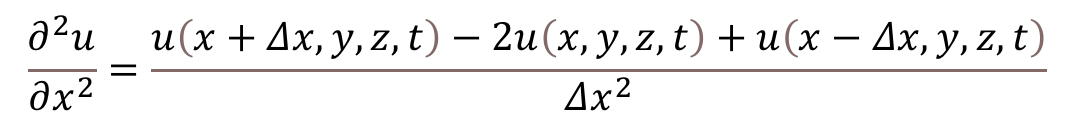 ∂²u/∂x² = (u(x + Δx, y, z, t) − 2u(x, y, z, t) + u(x − Δx, y, z, t))/Δx²